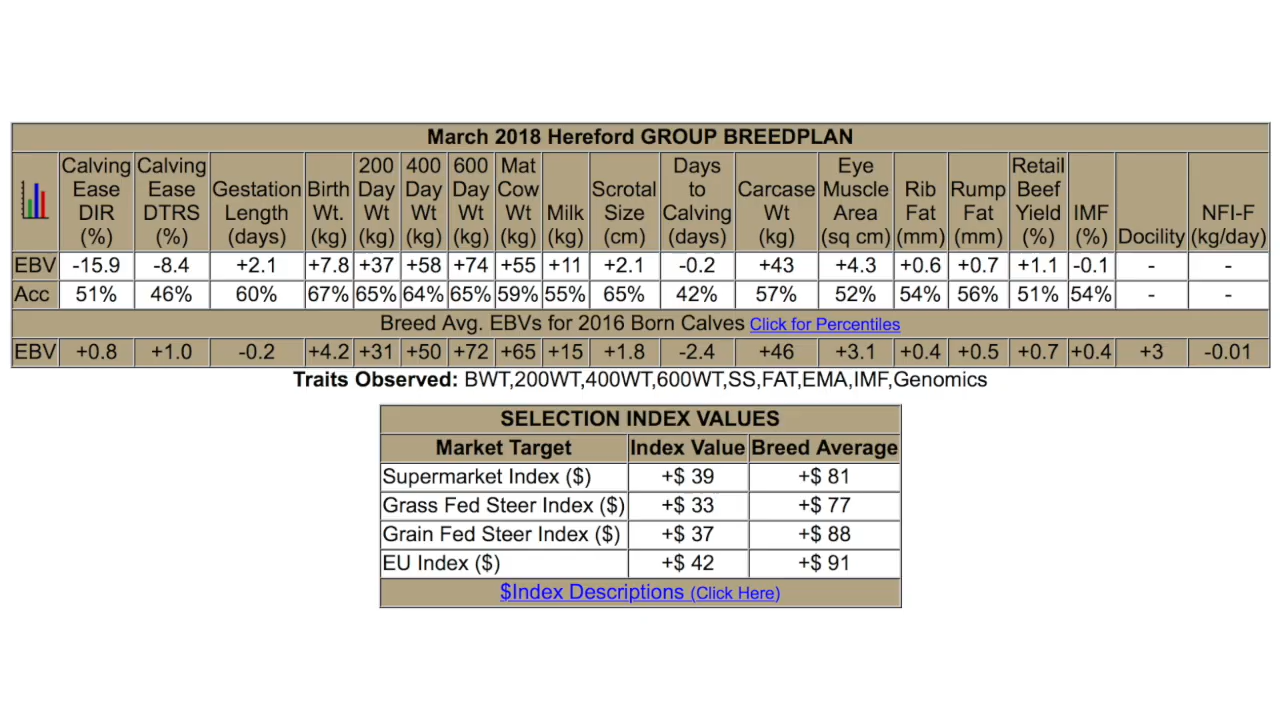 March 2018 Hereford GROUP BREEDPLAN
Calving Ease DIR (%) Calving Ease DTRS (%) Gestation Length (days) Birth Wt. (kg) 200 Day Wt (kg) 400 Day Wt (kg) 600 Day Wt (kg) Mat Cow Wt (kg) Milk (kg) Scrotal Size (cm) Days to Calving (days) Carcase Wt (kg) Eye Muscle Area (sq cm) Rib Fat (mm) Rump Fat (mm) Retail Beef Yield (%) IMF (%) Docility NFI-F (kg/day)
EBV -15.9 -8.4 +2.1 +7.8 +37 +58 +74 +55 +11 +2.1 -0.2 +43 +4.3 +0.6 +0.7 +1.1 -0.1 - -
Acc 51% 46% 60% 67% 65% 64% 65% 59% 55% 65% 42% 57% 52% 54% 56% 51% 54% - -
Breed Avg. EBVs for 2016 Born Calves Click for Percentiles
EBV +0.8 +1.0 -0.2 +4.2 +31 +50 +72 +65 +15 +1.8 -2.4 +46 +3.1 +0.4 +0.5 +0.7 +0.4 +3 -0.01
Traits Observed: BWT,200WT,400WT,600WT,SS,FAT,EMA,IMF,Genomics
SELECTION INDEX VALUES
Market Target Index Value Breed Average
Supermarket Index ($) +$ 39 +$ 81
Grass Fed Steer Index ($) +$ 33 +$ 77
Grain Fed Steer Index ($) +$ 37 +$ 88
EU Index ($) +$ 42 +$ 91
$Index Descriptions (Click Here)